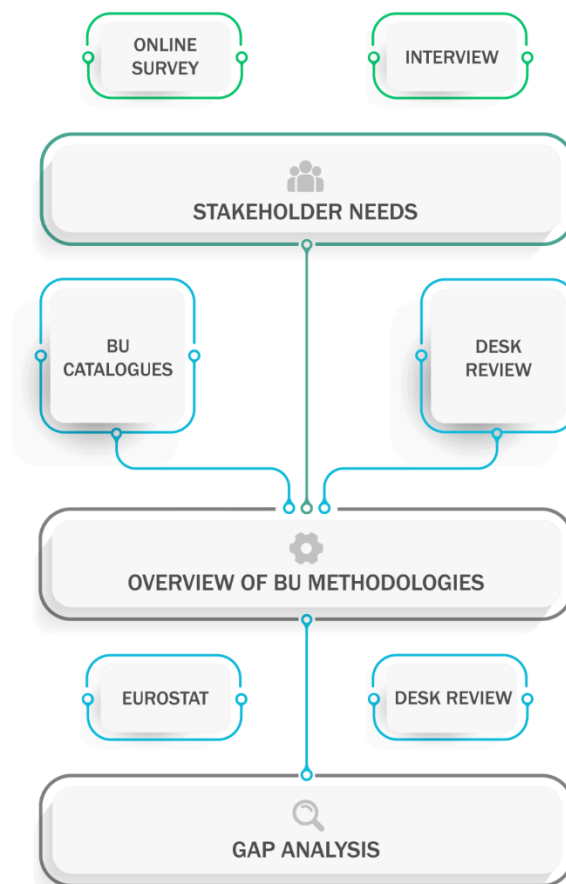 ONLINE
SURVEY
INTERVIEW
STAKEHOLDER NEEDS
BU
CATALOGUES
DESK
REVIEW
OVERVIEW OF BU METHODOLOGIES
EUROSTAT
DESK REVIEW
GAP ANALYSIS